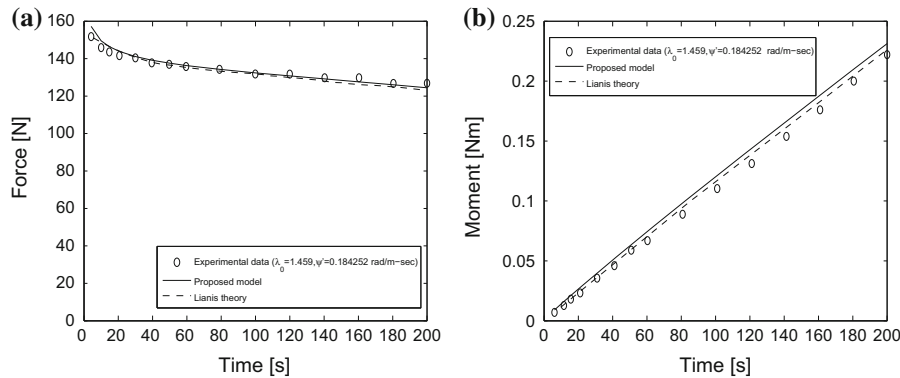 (a)
160
140
120
100
80
60
40
20
0
Force [N]
Experimental data (λ0=1.459,ψ'=0.184252 rad/m−sec)
Proposed model
Lianis theory
0 20 40 60 80 100 120 140 160 180 200
Time [s]
(b)
0.25
0.2
0.15
0.1
0.05
0
Moment [Nm]
Experimental data (λ0=1.459,ψ'=0.184252 rad/m−sec)
Proposed model
Lianis theory
0 20 40 60 80 100 120 140 160 180 200
Time [s]